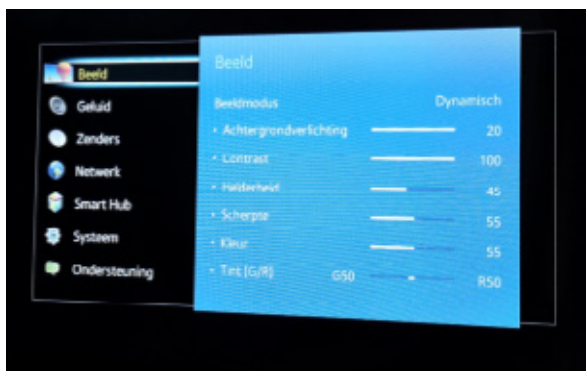 Beeld
Geluid
Zenders
Netwerk
Smart Hub
Systeem
Ondersteuning
Beeld
Beeldmodus Dynamisch
• Achtergrondverlichting 20
• Contrast 100
• Helderheid 45
• Scherpte 55
• Kleur 55
• Tint (G/R) G50 R50